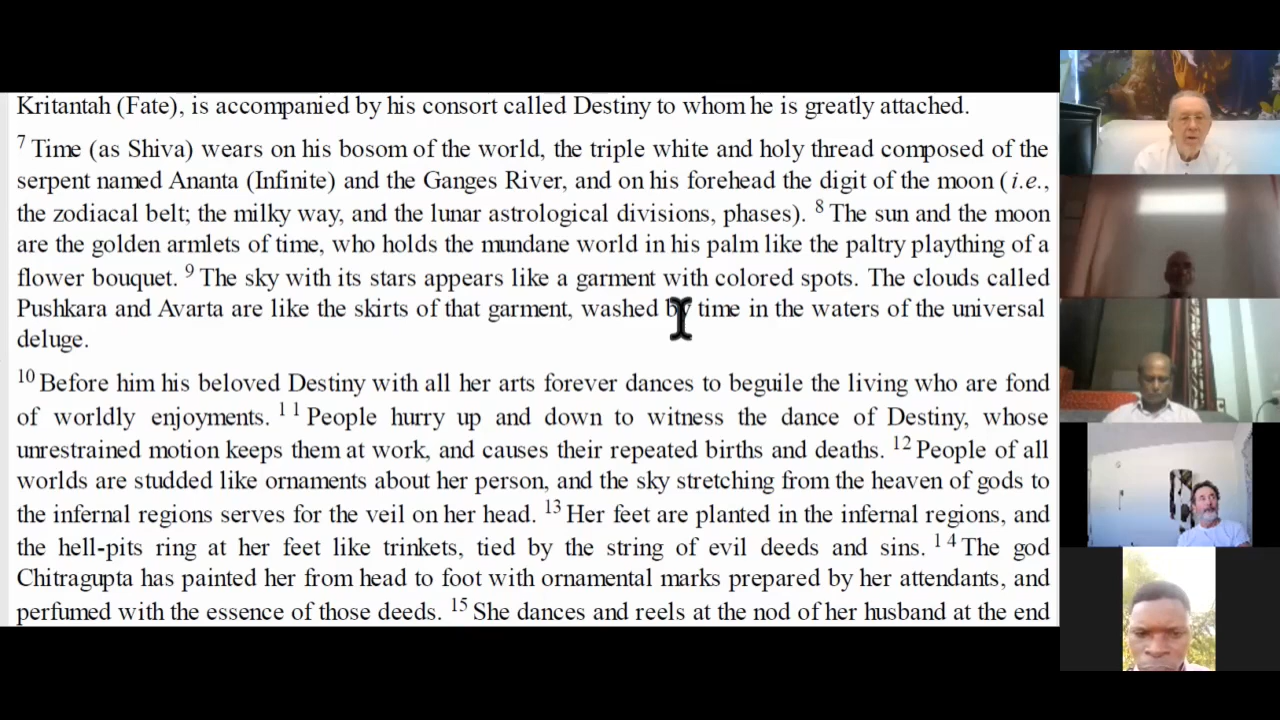 Kritantah (Fate), is accompanied by his consort called Destiny to whom he is greatly attached.
7 Time (as Shiva) wears on his bosom of the world, the triple white and holy thread composed of the
serpent named Ananta (Infinite) and the Ganges River, and on his forehead the digit of the moon (i.e.,
the zodiacal belt; the milky way, and the lunar astrological divisions, phases). 8 The sun and the moon
are the golden armlets of time, who holds the mundane world in his palm like the paltry plaything of a
flower bouquet. 9 The sky with its stars appears like a garment with colored spots. The clouds called
Pushkara and Avarta are like the skirts of that garment, washed by time in the waters of the universal
deluge.
10 Before him his beloved Destiny with all her arts forever dances to beguile the living who are fond
of worldly enjoyments. 11 People hurry up and down to witness the dance of Destiny, whose
unrestrained motion keeps them at work, and causes their repeated births and deaths. 12 People of all
worlds are studded like ornaments about her person, and the sky stretching from the heaven of gods to
the infernal regions serves for the veil on her head. 13 Her feet are planted in the infernal regions, and
the hell-pits ring at her feet like trinkets, tied by the string of evil deeds and sins. 14 The god
Chitragupta has painted her from head to foot with ornamental marks prepared by her attendants, and
perfumed with the essence of those deeds. 15 She dances and reels at the nod of her husband at the end